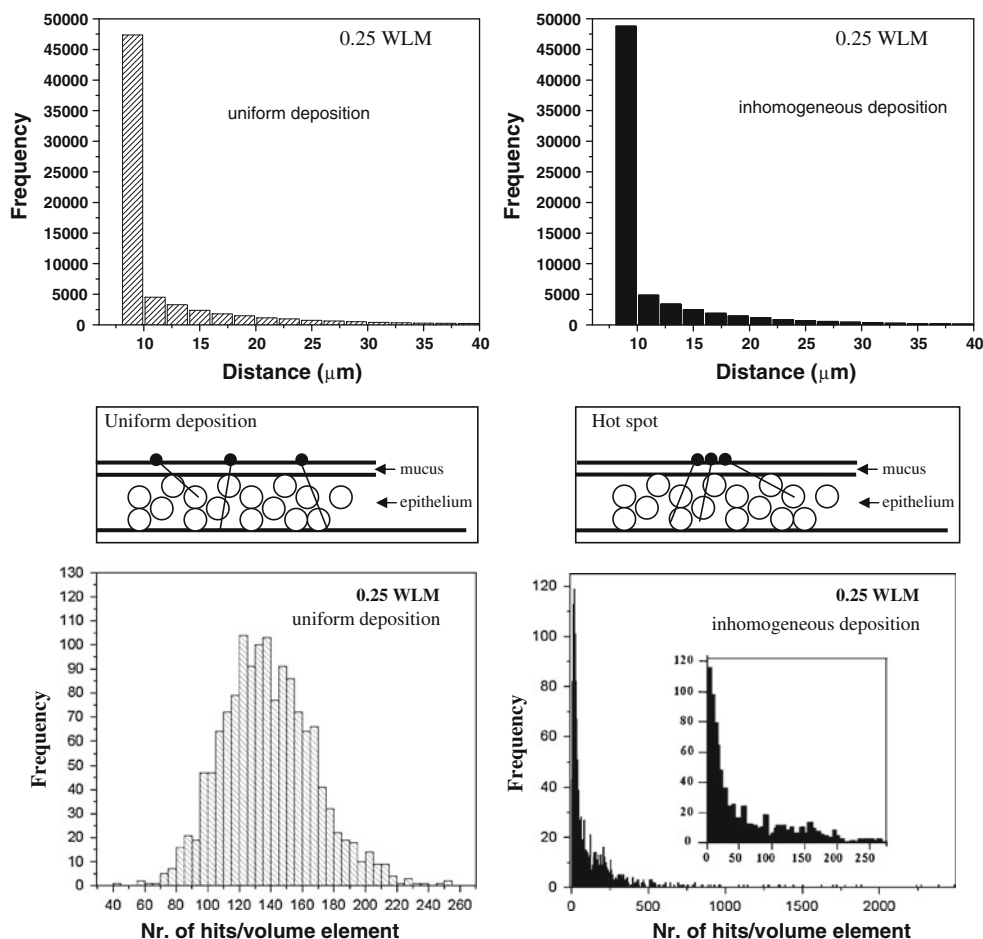 50000
45000
40000
35000
30000
25000
20000
15000
10000
5000
0
Frequency
0.25 WLM
uniform deposition
10 15 20 25 30 35 40
Distance (μm)
50000
45000
40000
35000
30000
25000
20000
15000
10000
5000
0
Frequency
0.25 WLM
inhomogeneous deposition
10 15 20 25 30 35 40
Distance (μm)
Uniform deposition
mucus
epithelium
Hot spot
mucus
epithelium
130
120
110
100
90
80
70
60
50
40
30
20
10
0
Frequency
0.25 WLM
uniform deposition
40 60 80 100 120 140 160 180 200 220 240 260
Nr. of hits/volume element
120
100
80
60
40
20
0
Frequency
0.25 WLM
inhomogeneous deposition
120
100
80
60
40
20
0
0 50 100 150 200 250
0 500 1000 1500 2000
Nr. of hits/volume element